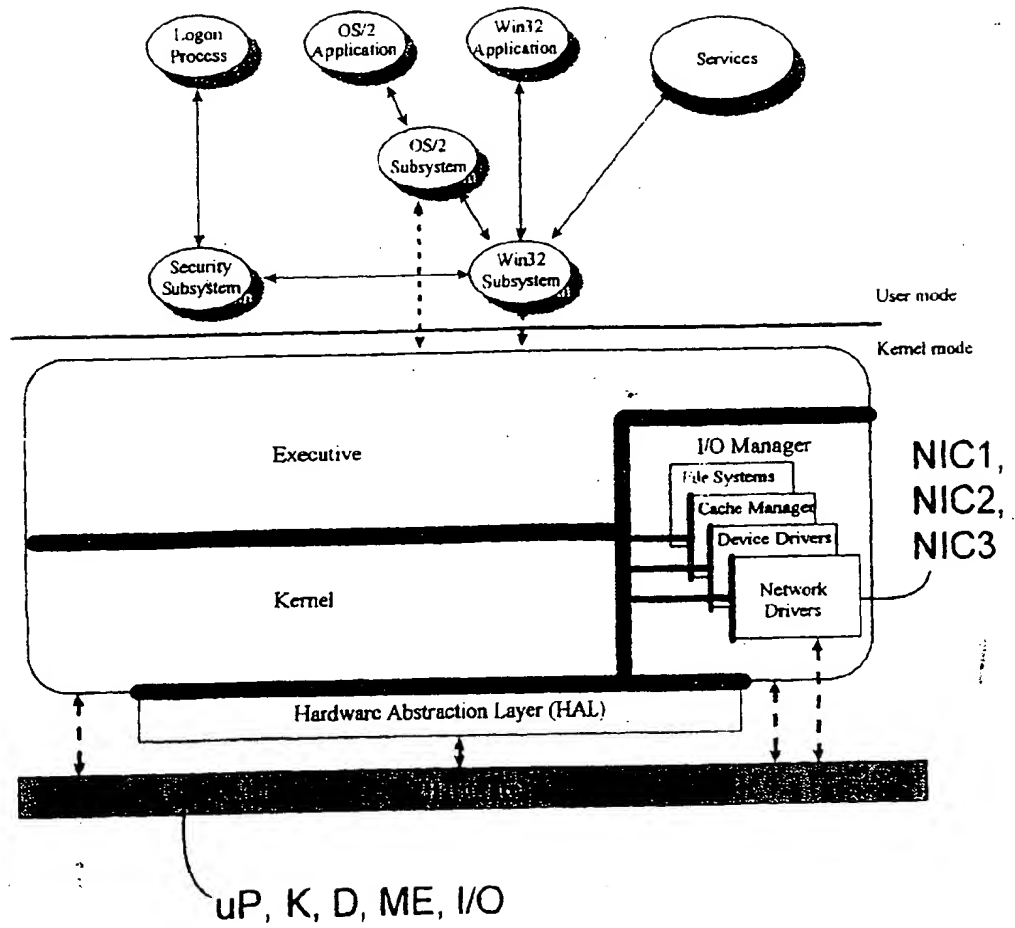 Logon
Process
OS/2
Application
Win32
Application
Services
OS/2
Subsystem
Security
Subsystem
Win32
Subsystem
User mode
Kernel mode
Executive
I/O Manager
File Systems
Cache Manager
Device Drivers
Network
Drivers
NIC1,
NIC2,
NIC3
Kernel
Hardware Abstraction Layer (HAL)
uP, K, D, ME, I/O